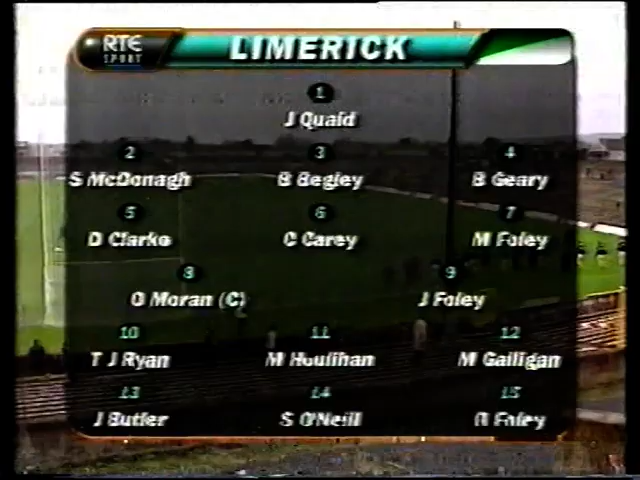 RTÉ SPORT LIMERICK
1
J Quaid
2 3 4
S McDonagh B Begley B Geary
5 6 7
D Clarke C Carey M Foley
8 9
O Moran (C) J Foley
10 11 12
T J Ryan M Houlihan M Galligan
13 14 15
J Butler S O'Neill Foley